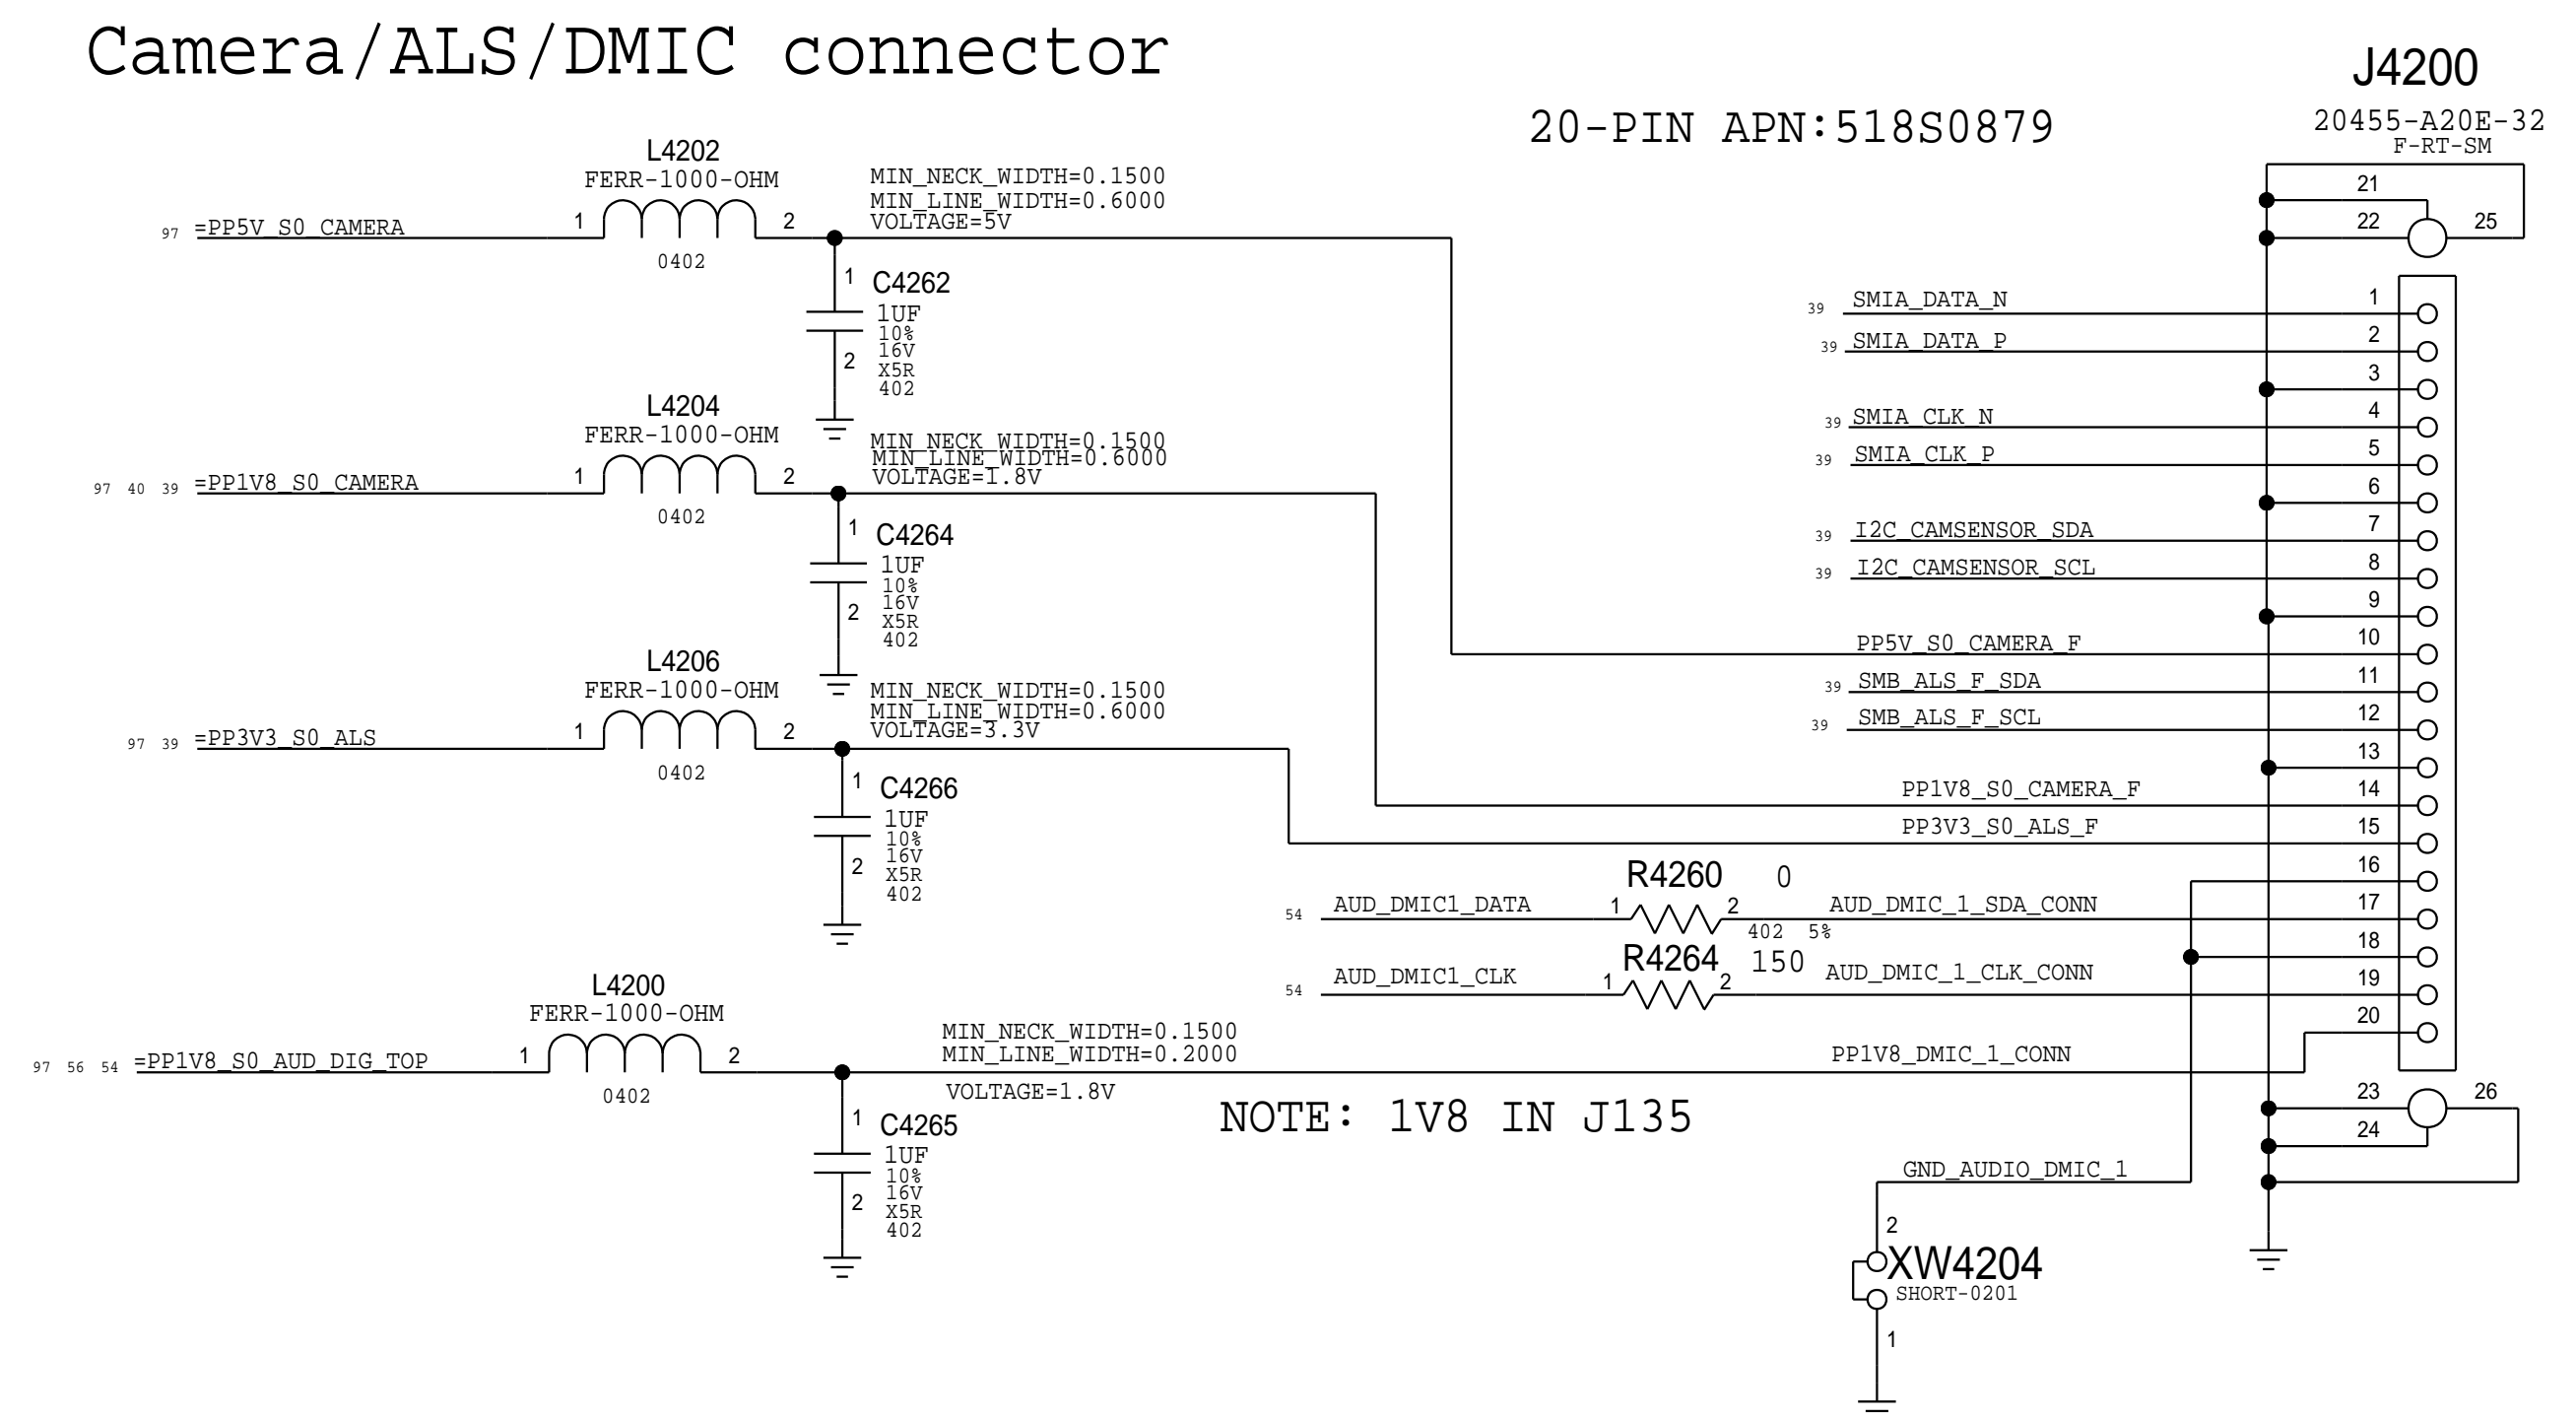 Camera/ALS/DMIC connector
J4200
20-PIN APN:518S0879
20455-A20E-32
F-RT-SM
L4202
FERR-1000-OHM
97 =PP5V_S0_CAMERA 1 2
0402
MIN_NECK_WIDTH=0.1500
MIN_LINE_WIDTH=0.6000
VOLTAGE=5V
1 C4262
1UF
10%
16V
2 X5R
402
L4204
FERR-1000-OHM
97 40 39 =PP1V8_S0_CAMERA 1 2
0402
MIN_NECK_WIDTH=0.1500
MIN_LINE_WIDTH=0.6000
VOLTAGE=1.8V
1 C4264
1UF
10%
16V
2 X5R
402
L4206
FERR-1000-OHM
97 39 =PP3V3_S0_ALS 1 2
0402
MIN_NECK_WIDTH=0.1500
MIN_LINE_WIDTH=0.6000
VOLTAGE=3.3V
1 C4266
1UF
10%
16V
2 X5R
402
L4200
FERR-1000-OHM
97 56 54 =PP1V8_S0_AUD_DIG_TOP 1 2
0402
MIN_NECK_WIDTH=0.1500
MIN_LINE_WIDTH=0.2000
VOLTAGE=1.8V
1 C4265
1UF
10%
16V
2 X5R
402
NOTE: 1V8 IN J135
21
22 25
39 SMIA_DATA_N 1
39 SMIA_DATA_P 2
3
39 SMIA_CLK_N 4
39 SMIA_CLK_P 5
6
39 I2C_CAMSENSOR_SDA 7
39 I2C_CAMSENSOR_SCL 8
9
PP5V_S0_CAMERA_F 10
39 SMB_ALS_F_SDA 11
39 SMB_ALS_F_SCL 12
13
PP1V8_S0_CAMERA_F 14
PP3V3_S0_ALS_F 15
16
R4260 0
54 AUD_DMIC1_DATA 1 2 AUD_DMIC_1_SDA_CONN 17
402 5%
18
R4264 150
54 AUD_DMIC1_CLK 1 2 AUD_DMIC_1_CLK_CONN 19
20
PP1V8_DMIC_1_CONN
23 26
24
GND_AUDIO_DMIC_1
2
XW4204
SHORT-0201
1